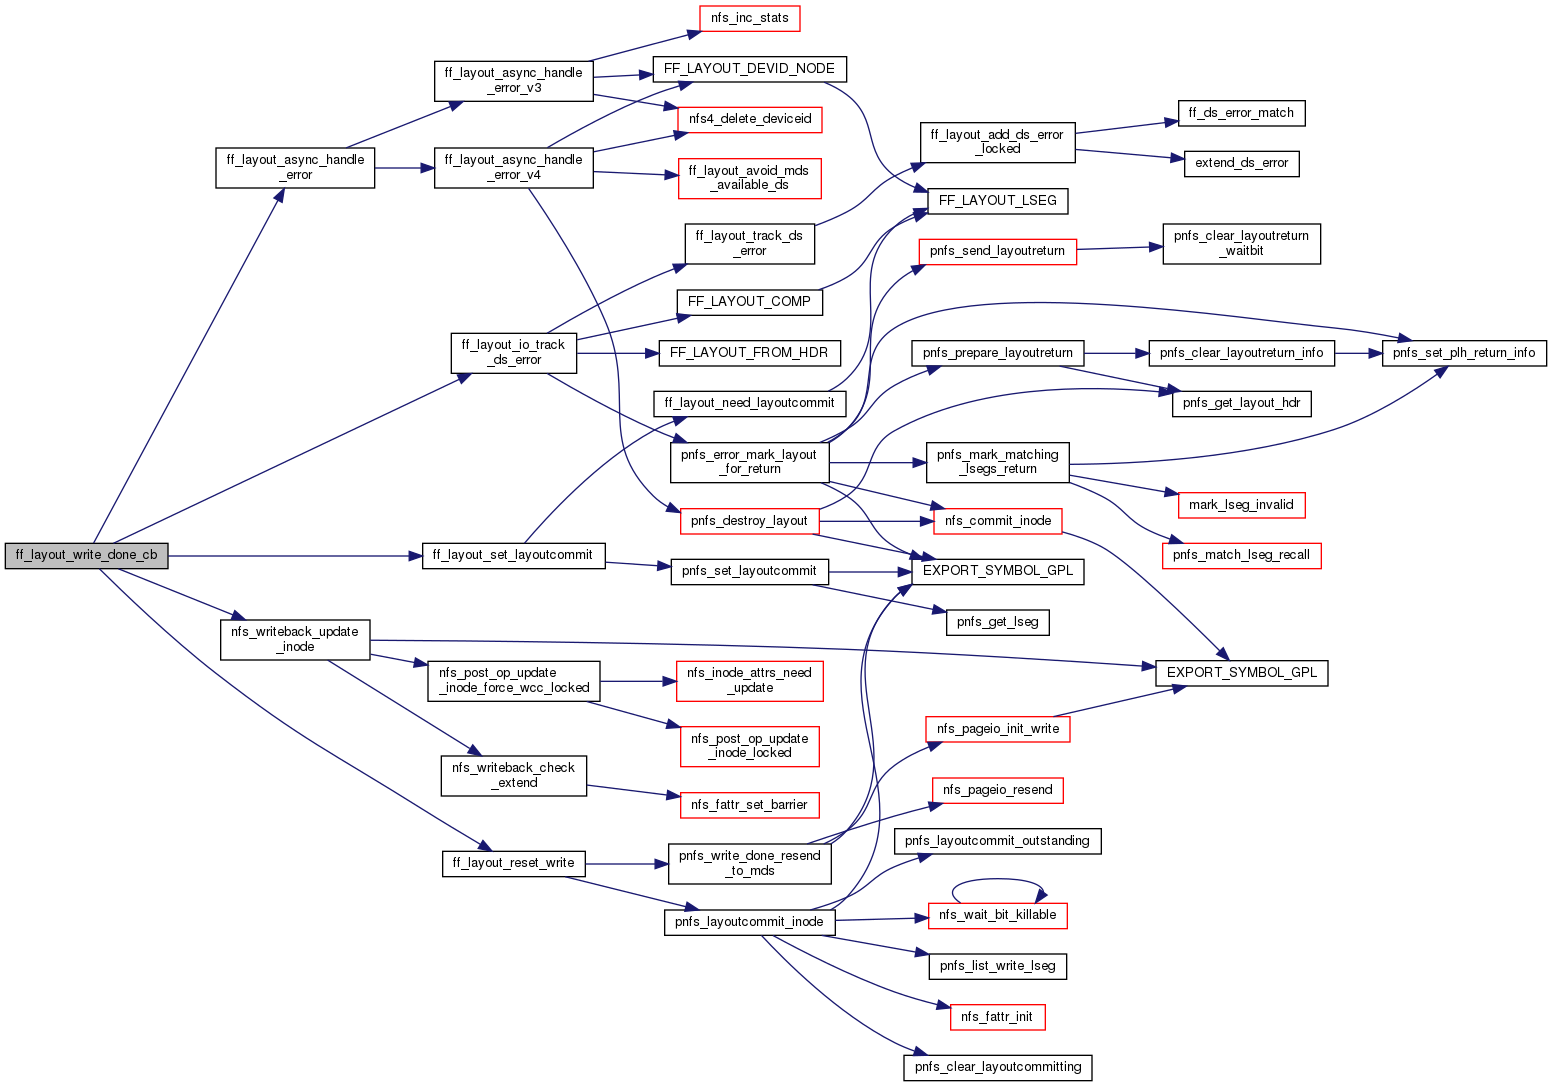 nfs_inc_stats
ff_layout_async_handle
_error_v3
FF_LAYOUT_DEVID_NODE
nfs4_delete_deviceid
ff_ds_error_match
ff_layout_add_ds_error
_locked
extend_ds_error
ff_layout_async_handle
_error
ff_layout_async_handle
_error_v4
ff_layout_avoid_mds
_available_ds
FF_LAYOUT_LSEG
ff_layout_track_ds
_error
pnfs_send_layoutreturn
pnfs_clear_layoutreturn
_waitbit
FF_LAYOUT_COMP
ff_layout_io_track
_ds_error
FF_LAYOUT_FROM_HDR
pnfs_prepare_layoutreturn
pnfs_clear_layoutreturn_info
pnfs_set_plh_return_info
ff_layout_need_layoutcommit
pnfs_get_layout_hdr
pnfs_error_mark_layout
_for_return
pnfs_mark_matching
_lsegs_return
mark_lseg_invalid
pnfs_destroy_layout
nfs_commit_inode
pnfs_match_lseg_recall
ff_layout_write_done_cb
ff_layout_set_layoutcommit
pnfs_set_layoutcommit
EXPORT_SYMBOL_GPL
pnfs_get_lseg
nfs_writeback_update
_inode
nfs_post_op_update
_inode_force_wcc_locked
nfs_inode_attrs_need
_update
EXPORT_SYMBOL_GPL
nfs_pageio_init_write
nfs_post_op_update
_inode_locked
nfs_writeback_check
_extend
nfs_fattr_set_barrier
nfs_pageio_resend
ff_layout_reset_write
pnfs_write_done_resend
_to_mds
pnfs_layoutcommit_outstanding
pnfs_layoutcommit_inode
nfs_wait_bit_killable
pnfs_list_write_lseg
nfs_fattr_init
pnfs_clear_layoutcommitting